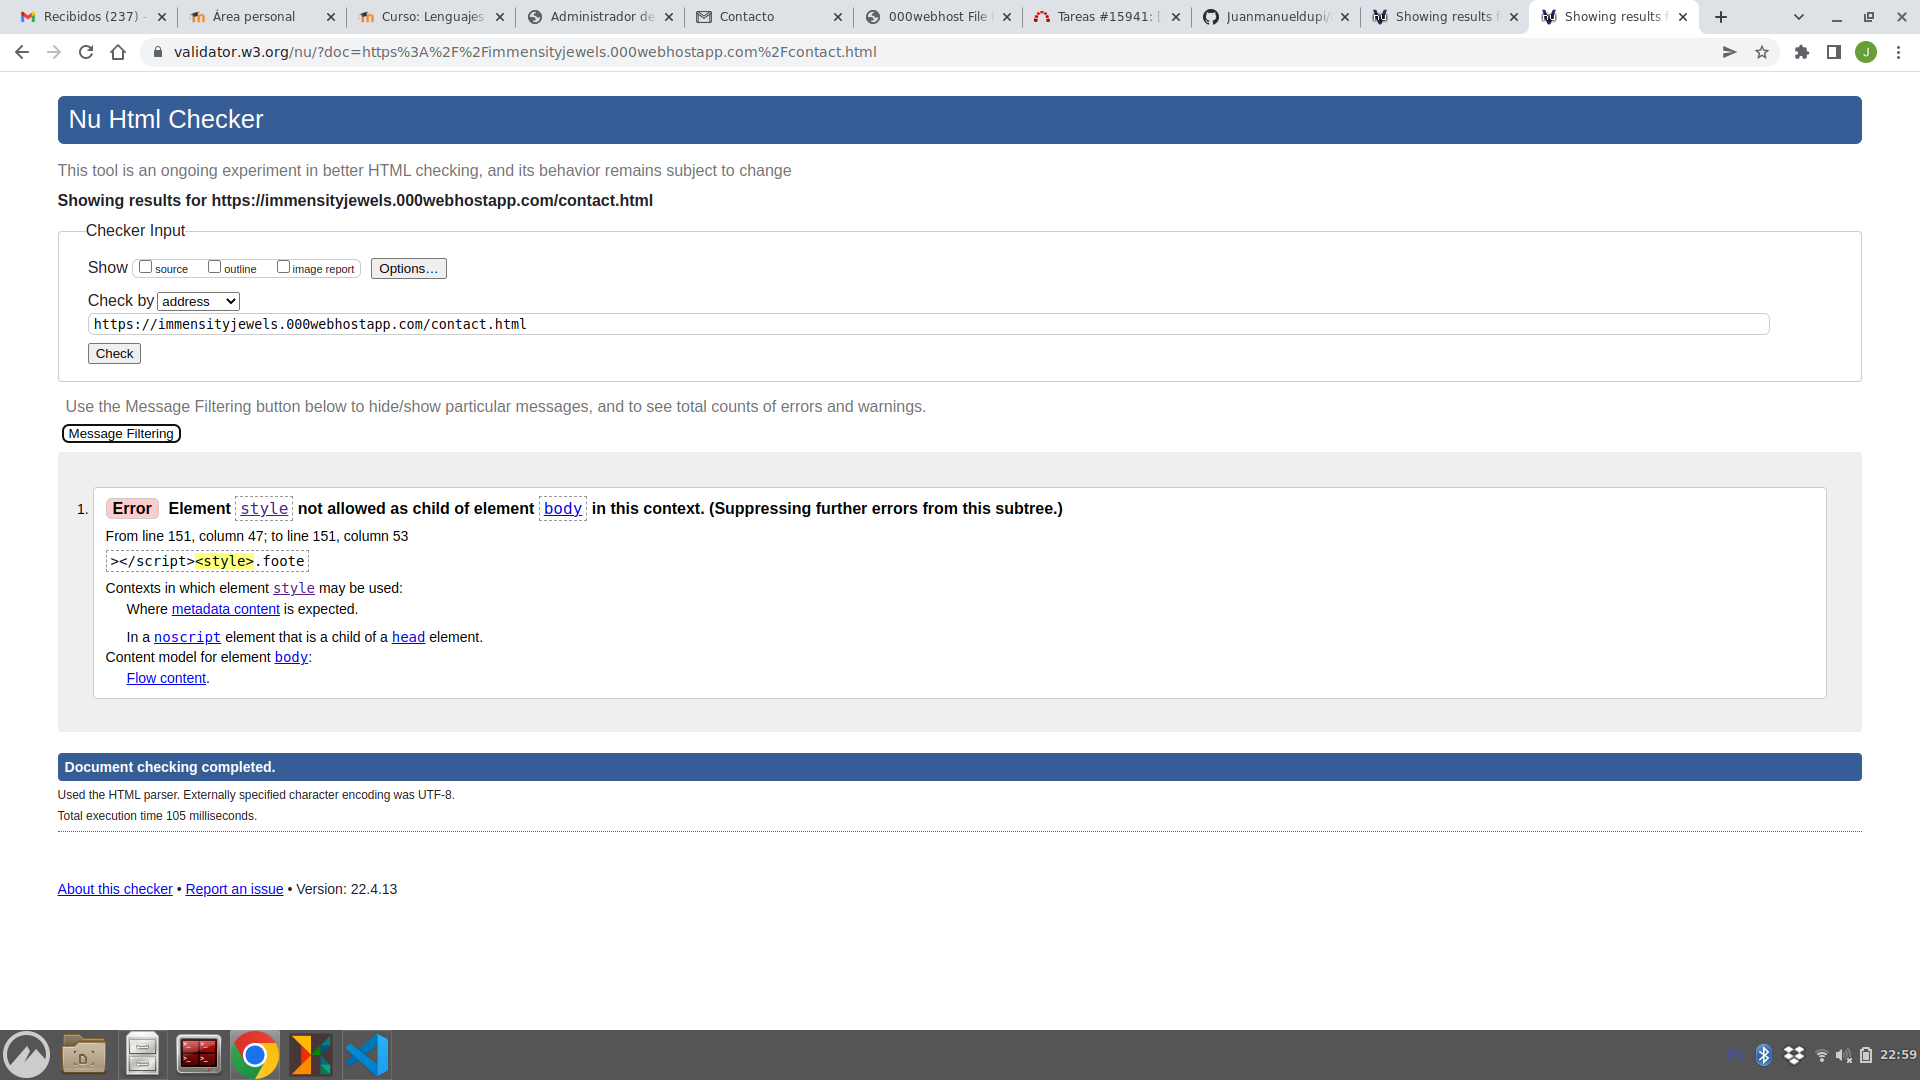 Recibidos (237) -
Área personal
Curso: Lenguajes
Administrador de
Contacto
000webhost File
Tareas #15941: [
Juanmanueldupi/
Showing results f
Showing results f
validator.w3.org/nu/?doc=https%3A%2F%2Fimmensityjewels.000webhostapp.com%2Fcontact.html
J
Nu Html Checker
This tool is an ongoing experiment in better HTML checking, and its behavior remains subject to change
Showing results for https://immensityjewels.000webhostapp.com/contact.html
Checker Input
Show source outline image report Options...
Check by address
https://immensityjewels.000webhostapp.com/contact.html
Check
Use the Message Filtering button below to hide/show particular messages, and to see total counts of errors and warnings.
Message Filtering
1. Error Element style not allowed as child of element body in this context. (Suppressing further errors from this subtree.)
From line 151, column 47; to line 151, column 53
></script><style>.foote
Contexts in which element style may be used:
Where metadata content is expected.
In a noscript element that is a child of a head element.
Content model for element body:
Flow content.
Document checking completed.
Used the HTML parser. Externally specified character encoding was UTF-8.
Total execution time 105 milliseconds.
About this checker • Report an issue • Version: 22.4.13
ES
22:59